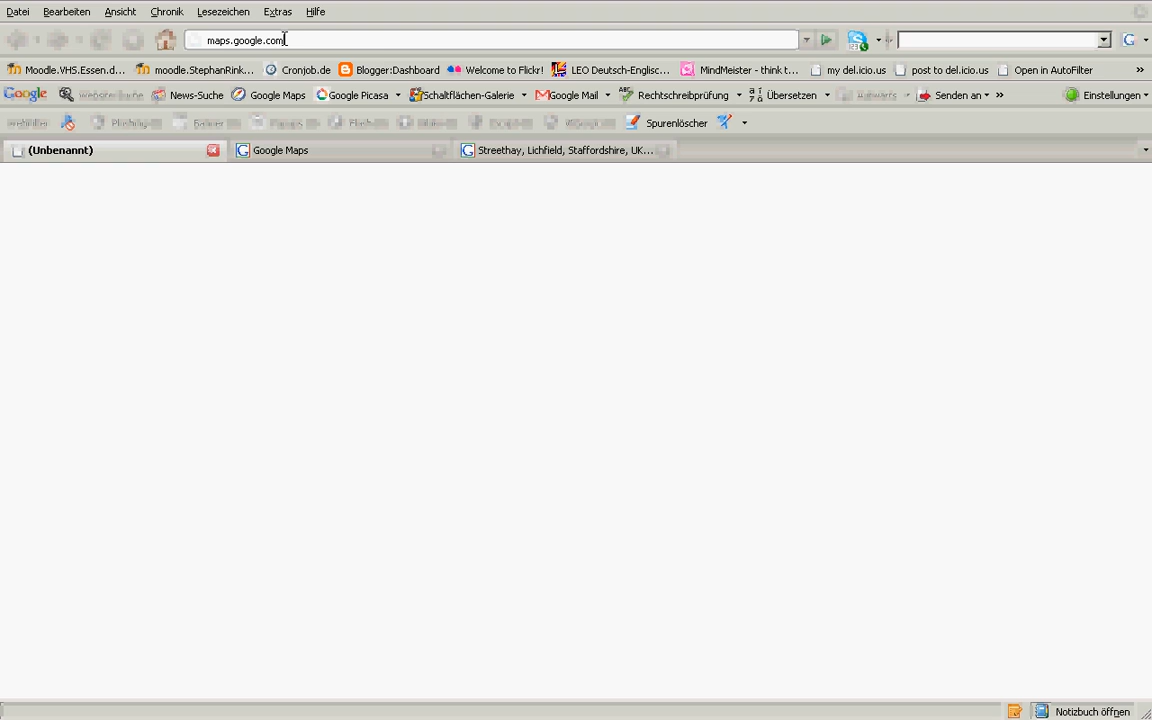 Datei Bearbeiten Ansicht Chronik Lesezeichen Extras Hilfe
maps.google.com
Moodle.VHS.Essen.d... moodle.StephanRink... Cronjob.de Blogger:Dashboard Welcome to Flickr! LEO Deutsch-Englisc... MindMeister - think t... my del.icio.us post to del.icio.us Open in AutoFilter »
Google News-Suche Google Maps Google Picasa Schaltflächen-Galerie Google Mail Rechtschreibprüfung Übersetzen Aufwärts Senden an » Einstellungen
Spurenlöscher
(Unbenannt) Google Maps Streethay, Lichfield, Staffordshire, UK...
Notizbuch öffnen